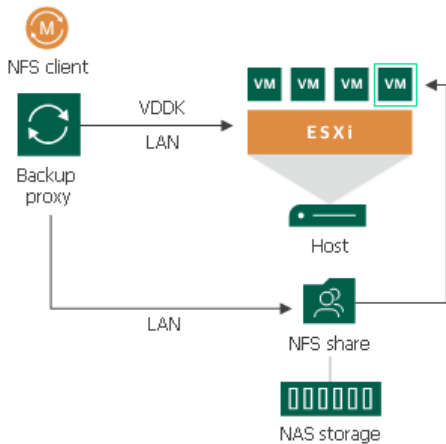 M
NFS client
VM VM VM VM
VDDK
LAN
ESXi
Backup
proxy
Host
LAN
NFS share
NAS storage